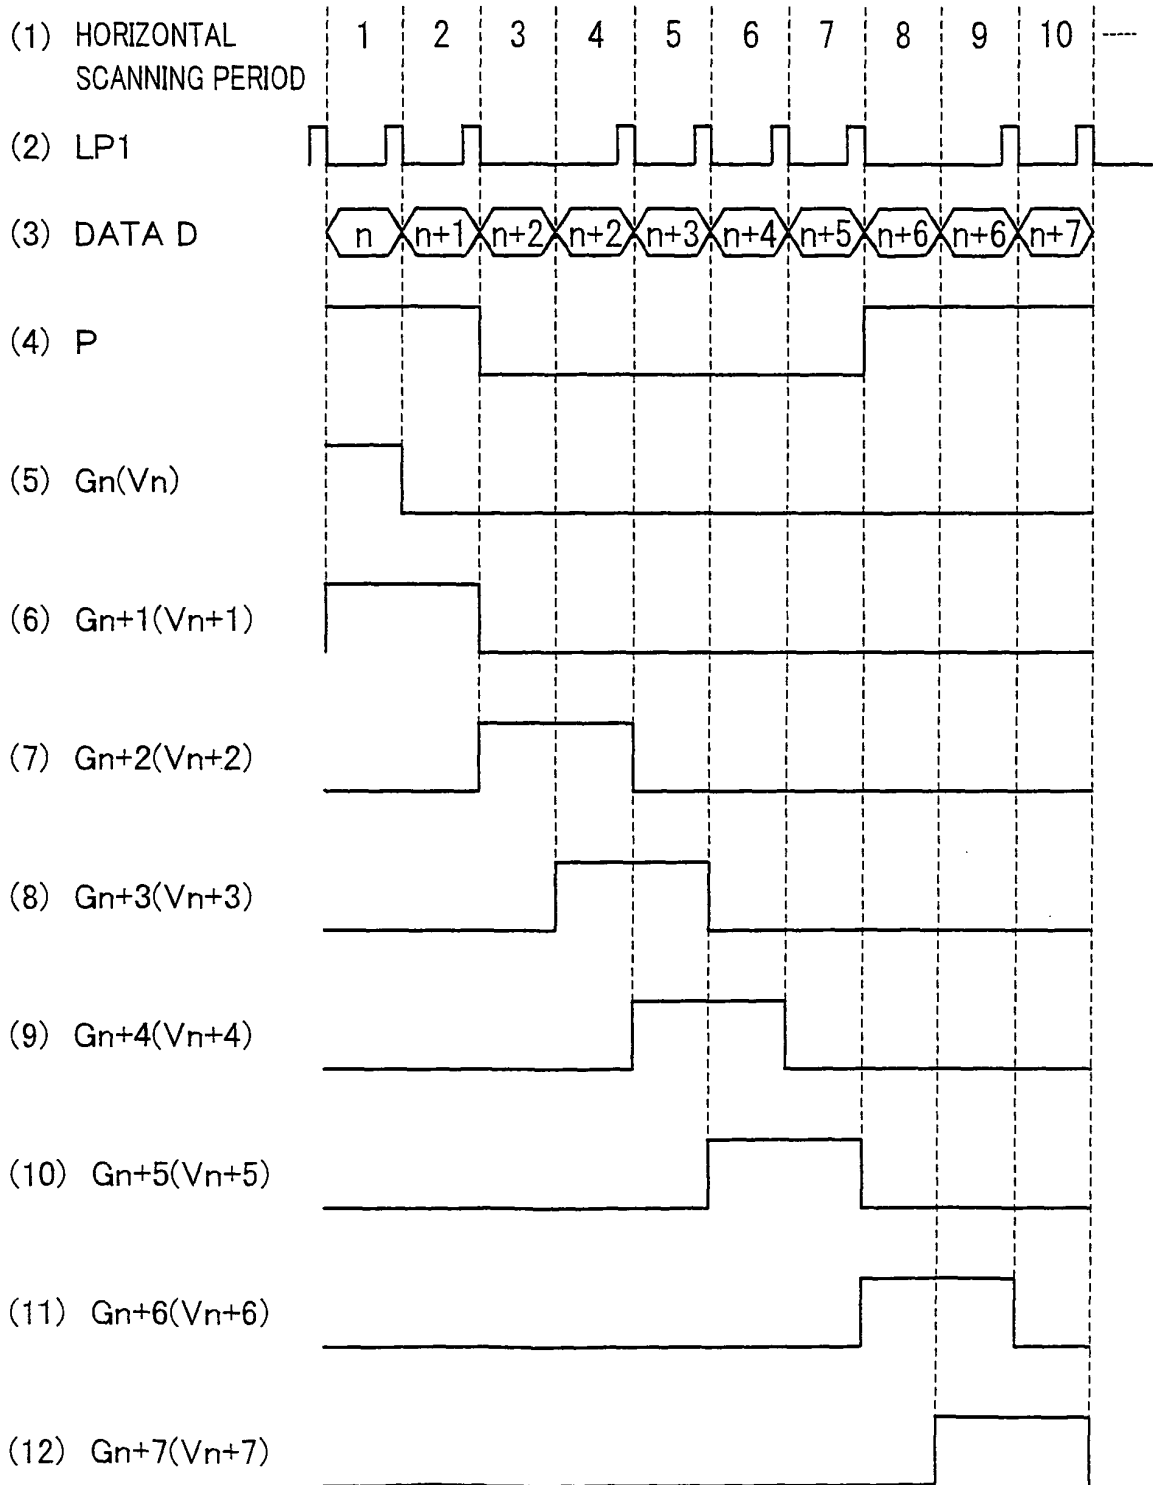 (1) HORIZONTAL SCANNING PERIOD 1 2 3 4 5 6 7 8 9 10 -----
(2) LP1
(3) DATA D n n+1 n+2 n+2 n+3 n+4 n+5 n+6 n+6 n+7
(4) P
(5) Gn(Vn)
(6) Gn+1(Vn+1)
(7) Gn+2(Vn+2)
(8) Gn+3(Vn+3)
(9) Gn+4(Vn+4)
(10) Gn+5(Vn+5)
(11) Gn+6(Vn+6)
(12) Gn+7(Vn+7)